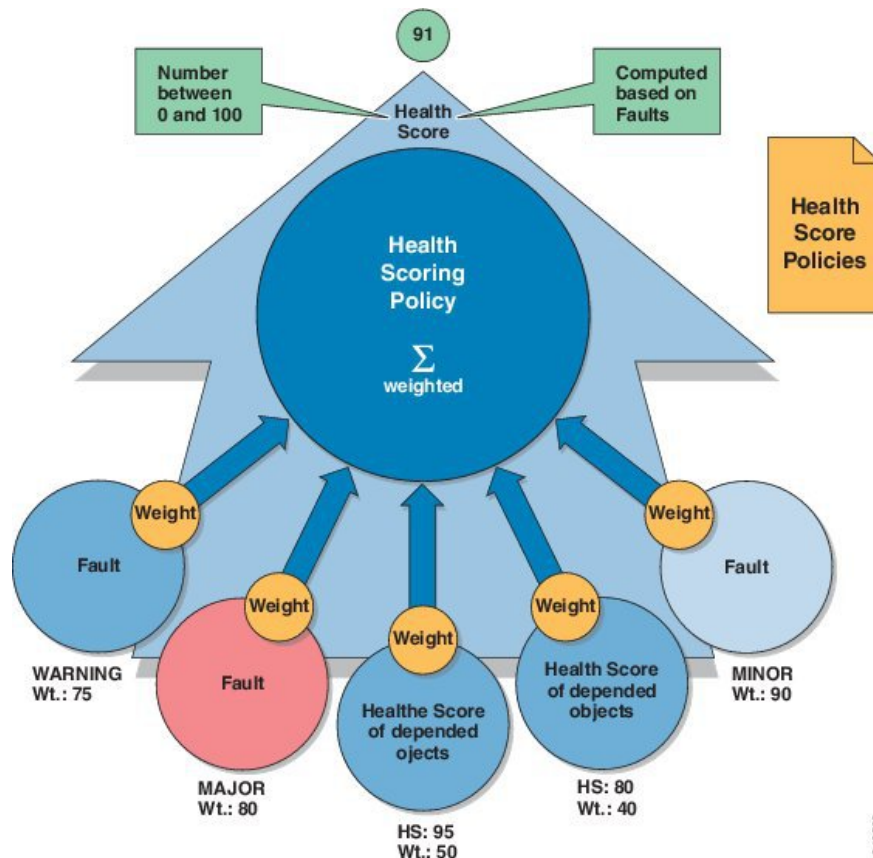 91
Number
between
0 and 100
Computed
based on
Faults
Health
Score
Health
Score
Policies
Health
Scoring
Policy
Σ
weighted
Weight
Weight
Fault
Fault
Weight
Weight
Weight
Fault
Healthe Score
of depended
ojects
Health Score
of depended
objects
WARNING
Wt.: 75
MINOR
Wt.: 90
MAJOR
Wt.: 80
HS: 95
Wt.: 50
HS: 80
Wt.: 40